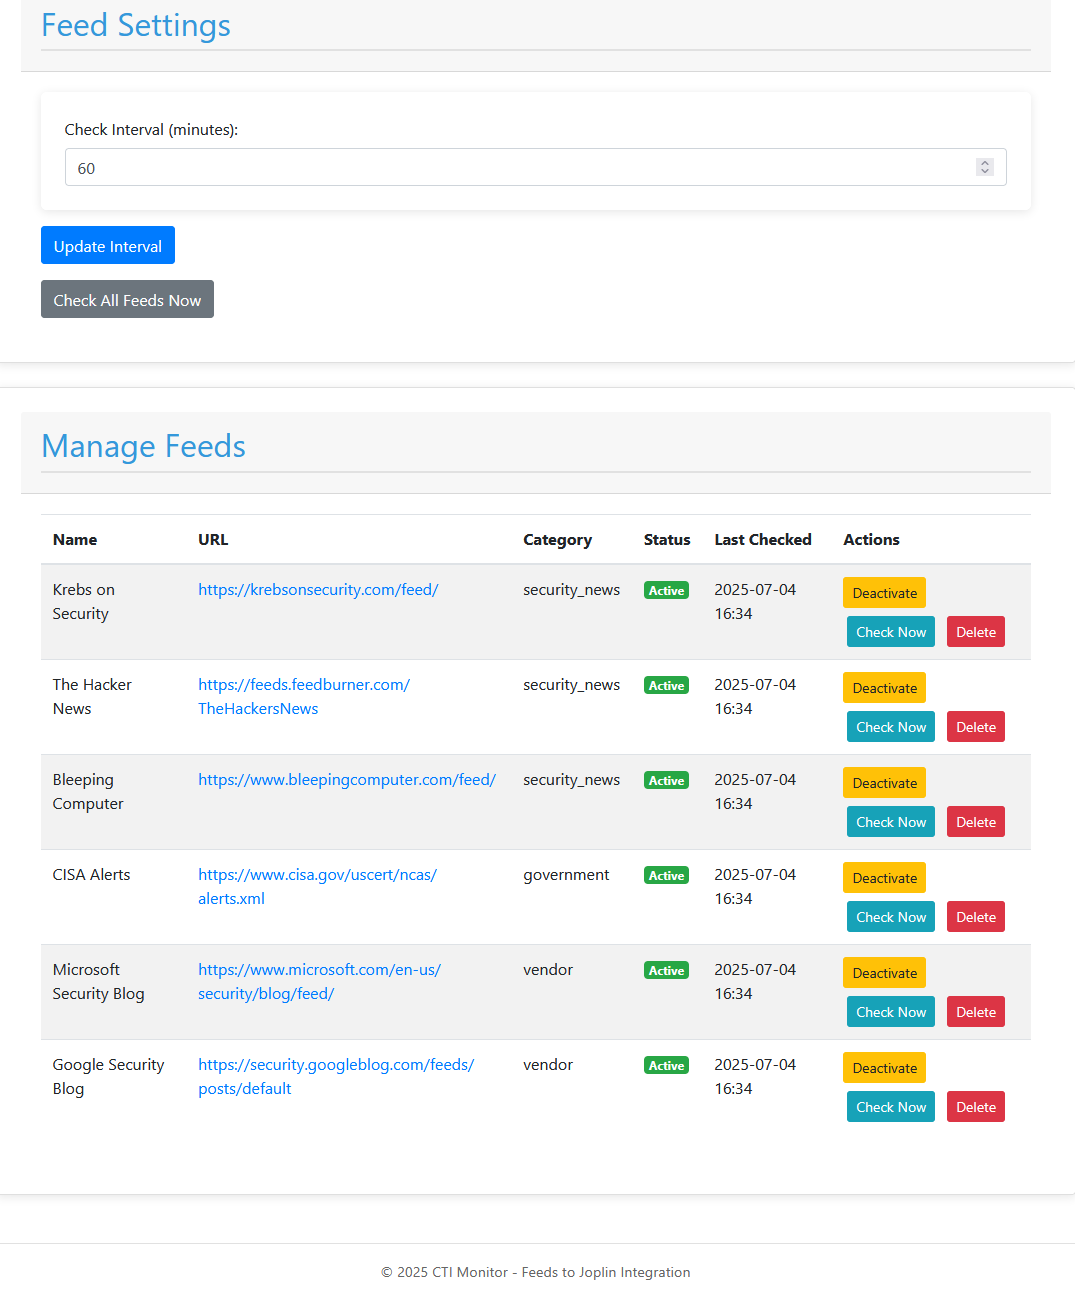 Feed Settings
Check Interval (minutes):
60
Update Interval
Check All Feeds Now
Manage Feeds
Name URL Category Status Last Checked Actions
Krebs on https://krebsonsecurity.com/feed/ security_news Active 2025-07-04 Deactivate
Security 16:34 Check Now Delete
The Hacker https://feeds.feedburner.com/ security_news Active 2025-07-04 Deactivate
News TheHackersNews 16:34 Check Now Delete
Bleeping https://www.bleepingcomputer.com/feed/ security_news Active 2025-07-04 Deactivate
Computer 16:34 Check Now Delete
CISA Alerts https://www.cisa.gov/uscert/ncas/ government Active 2025-07-04 Deactivate
alerts.xml 16:34 Check Now Delete
Microsoft https://www.microsoft.com/en-us/ vendor Active 2025-07-04 Deactivate
Security Blog security/blog/feed/ 16:34 Check Now Delete
Google Security https://security.googleblog.com/feeds/ vendor Active 2025-07-04 Deactivate
Blog posts/default 16:34 Check Now Delete
© 2025 CTI Monitor - Feeds to Joplin Integration